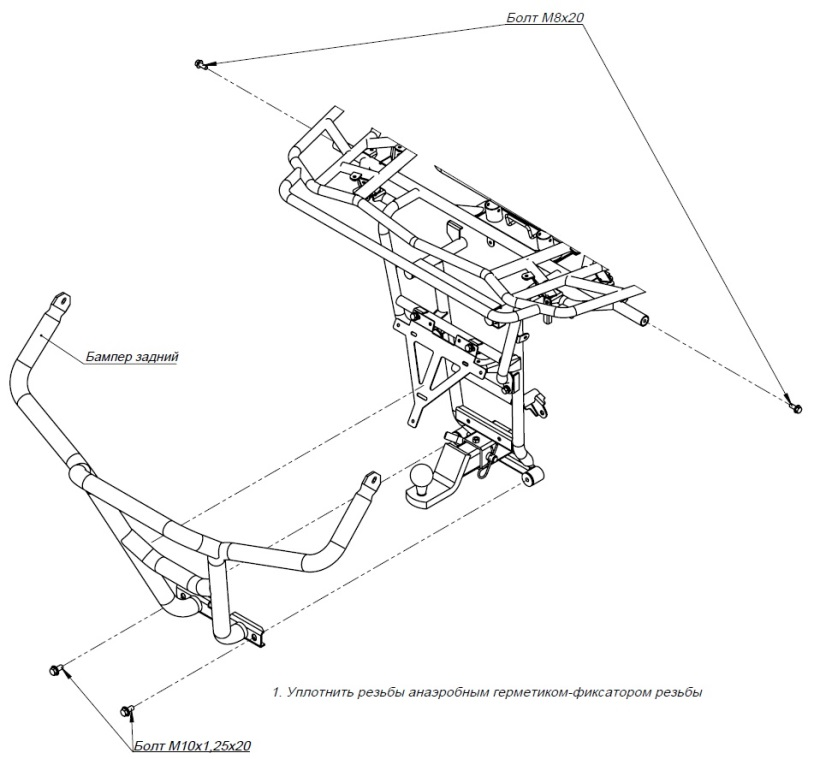 Болт М8х20
Бампер задний
1. Уплотнить резьбы анаэробным герметиком-фиксатором резьбы
Болт М10х1,25х20